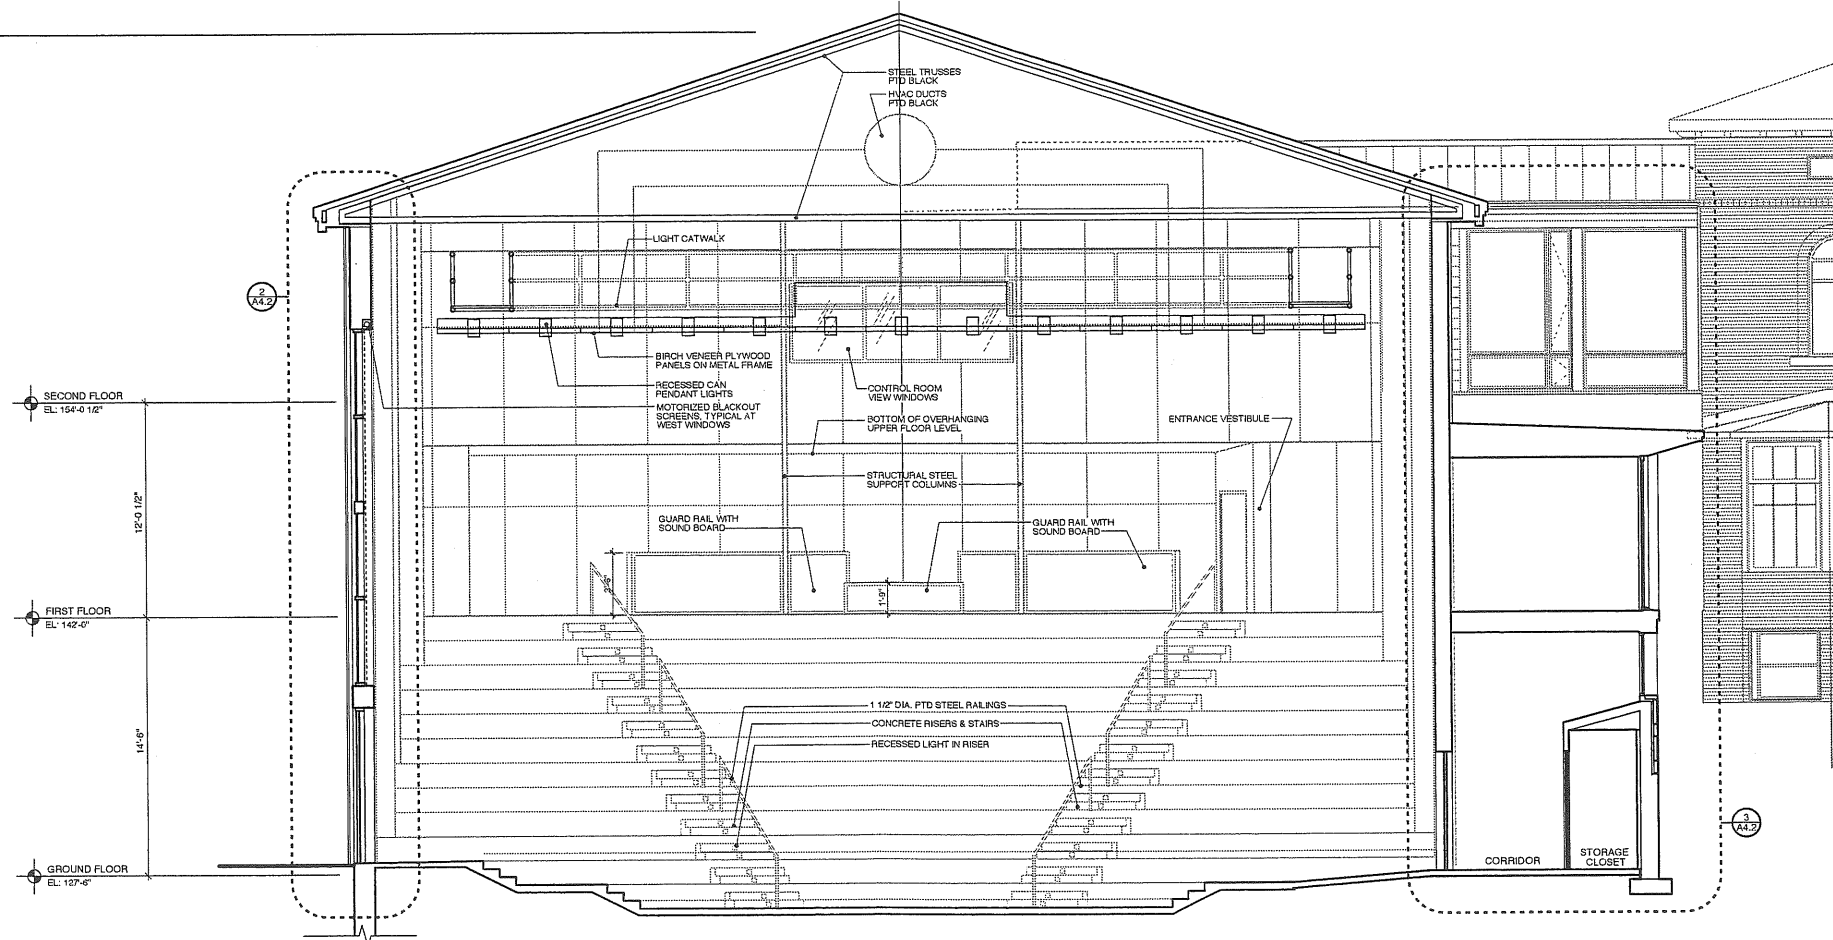 STEEL TRUSSES
PTD BLACK
HVAC DUCTS
PTD BLACK
LIGHT CATWALK
2
A4.2
BIRCH VENEER PLYWOOD
PANELS ON METAL FRAME
RECESSED CAN
PENDANT LIGHTS
MOTORIZED BLACKOUT
SCREENS, TYPICAL AT
WEST WINDOWS
CONTROL ROOM
VIEW WINDOWS
BOTTOM OF OVERHANGING
UPPER FLOOR LEVEL
ENTRANCE VESTIBULE
SECOND FLOOR
EL: 154'-0 1/2"
12'-0 1/2"
STRUCTURAL STEEL
SUPPORT COLUMNS
GUARD RAIL WITH
SOUND BOARD
GUARD RAIL WITH
SOUND BOARD
1'-9"
FIRST FLOOR
EL: 142'-0"
14'-6"
1 1/2" DIA. PTD STEEL RAILINGS
CONCRETE RISERS & STAIRS
RECESSED LIGHT IN RISER
3
A4.2
CORRIDOR
STORAGE
CLOSET
GROUND FLOOR
EL: 127'-6"